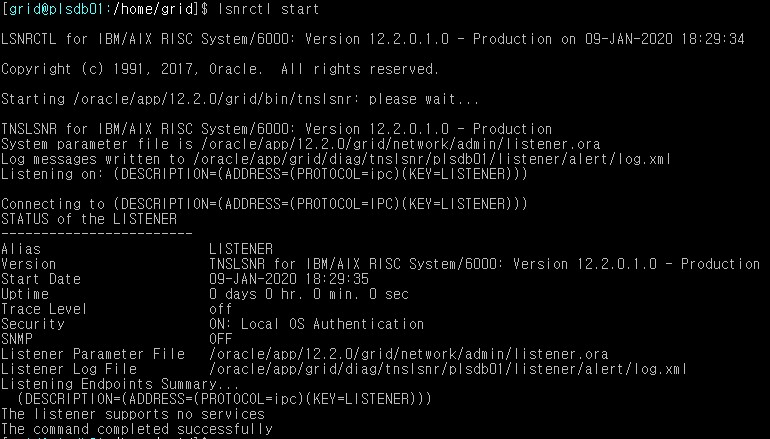 [grid@plsdb01:/home/grid]$ lsnrctl start
LSNRCTL for IBM/AIX RISC System/6000: Version 12.2.0.1.0 - Production on 09-JAN-2020 18:29:34
Copyright (c) 1991, 2017, Oracle.  All rights reserved.
Starting /oracle/app/12.2.0/grid/bin/tnslsnr: please wait...
TNSLSNR for IBM/AIX RISC System/6000: Version 12.2.0.1.0 - Production
System parameter file is /oracle/app/12.2.0/grid/network/admin/listener.ora
Log messages written to /oracle/app/grid/diag/tnslsnr/plsdb01/listener/alert/log.xml
Listening on: (DESCRIPTION=(ADDRESS=(PROTOCOL=ipc)(KEY=LISTENER)))
Connecting to (DESCRIPTION=(ADDRESS=(PROTOCOL=IPC)(KEY=LISTENER)))
STATUS of the LISTENER
------------------------
Alias                     LISTENER
Version                   TNSLSNR for IBM/AIX RISC System/6000: Version 12.2.0.1.0 - Production
Start Date                09-JAN-2020 18:29:35
Uptime                    0 days 0 hr. 0 min. 0 sec
Trace Level               off
Security                  ON: Local OS Authentication
SNMP                      OFF
Listener Parameter File   /oracle/app/12.2.0/grid/network/admin/listener.ora
Listener Log File         /oracle/app/grid/diag/tnslsnr/plsdb01/listener/alert/log.xml
Listening Endpoints Summary...
  (DESCRIPTION=(ADDRESS=(PROTOCOL=ipc)(KEY=LISTENER)))
The listener supports no services
The command completed successfully